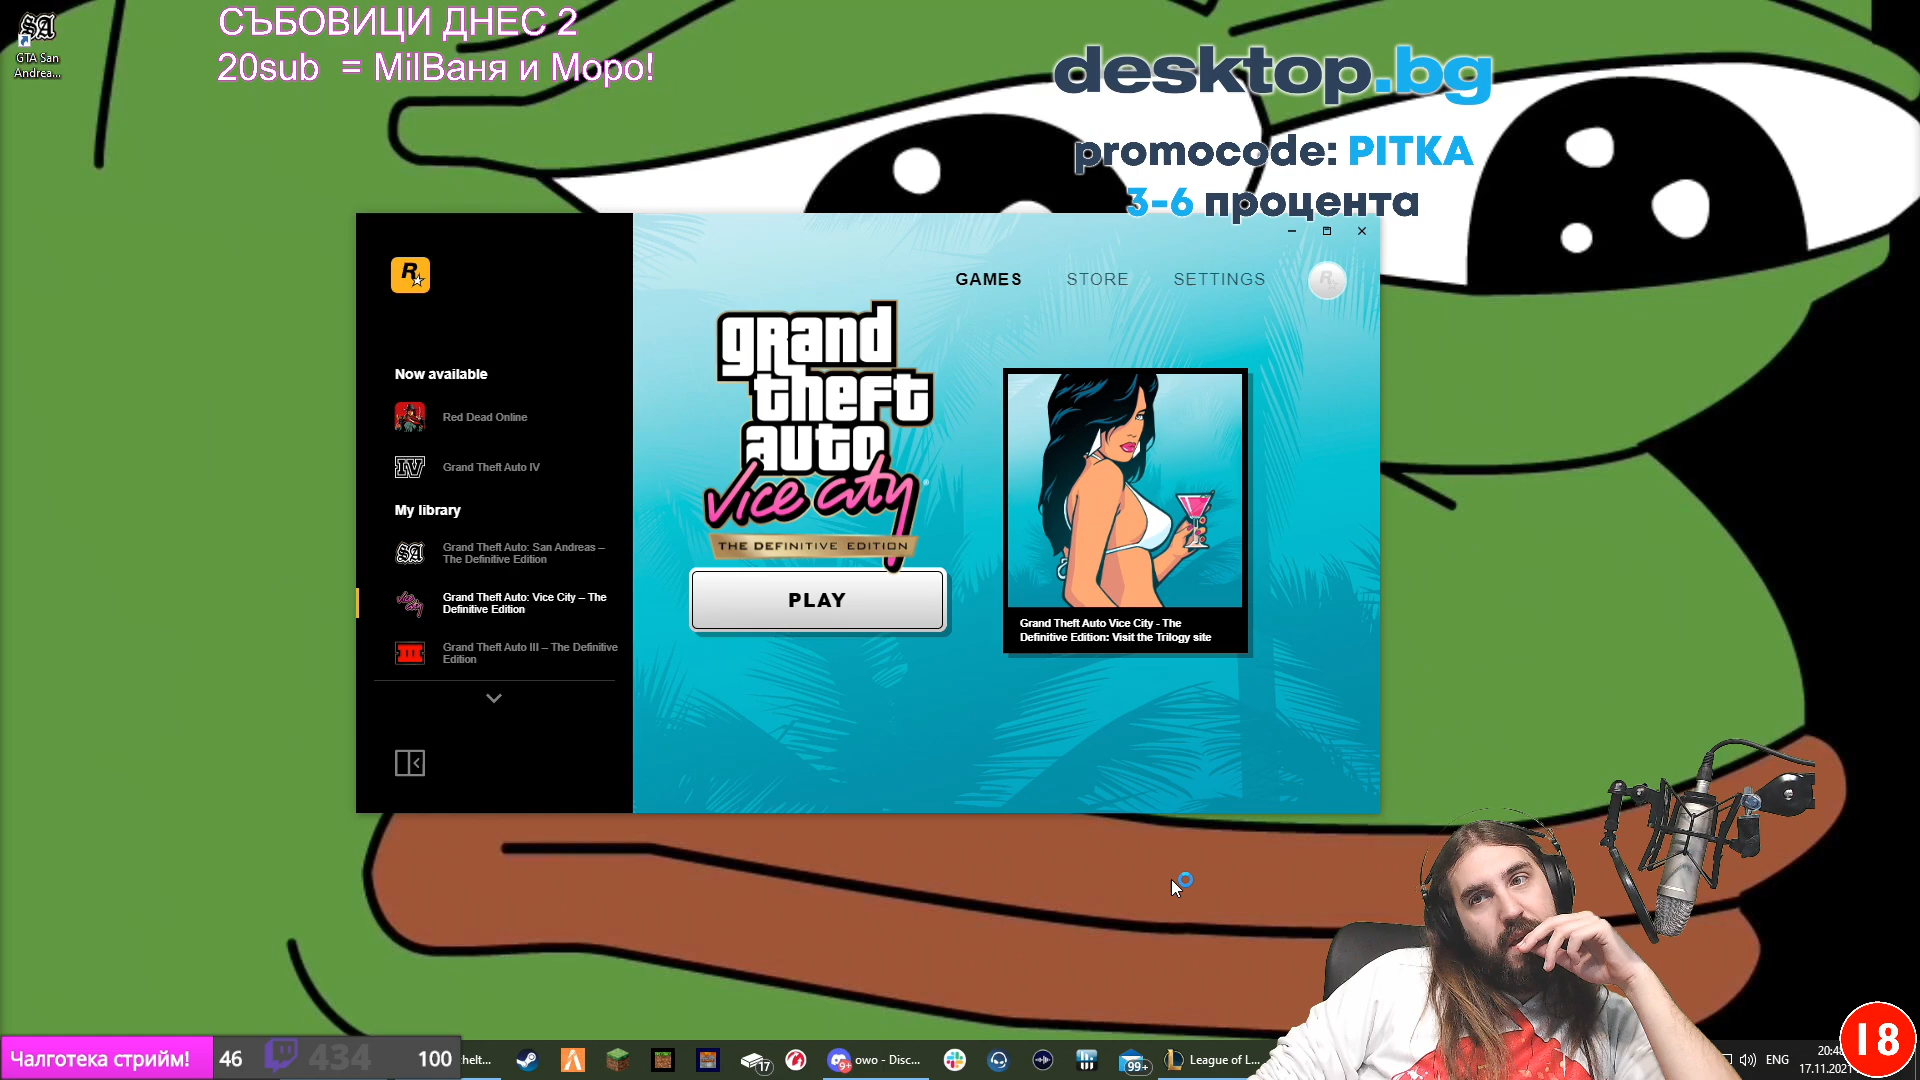 СЪБОВИЦИ ДНЕС 2
20sub = MilВаня и Моро!
GTA San
Andrea...
desktop.bg
promocode: PITKA
3-6 процента
GAMES
STORE
SETTINGS
Now available
Red Dead Online
Grand Theft Auto IV
My library
Grand Theft Auto: San Andreas –
The Definitive Edition
Grand Theft Auto: Vice City – The
Definitive Edition
Grand Theft Auto III – The Definitive
Edition
grand
theft
auto
vice city
THE DEFINITIVE EDITION
PLAY
Grand Theft Auto Vice City - The
Definitive Edition: Visit the Trilogy site
Чалготека стрийм!
46
434
100
17
9+
owo - Disc...
99+
League of L...
ENG
17.11.2021
18